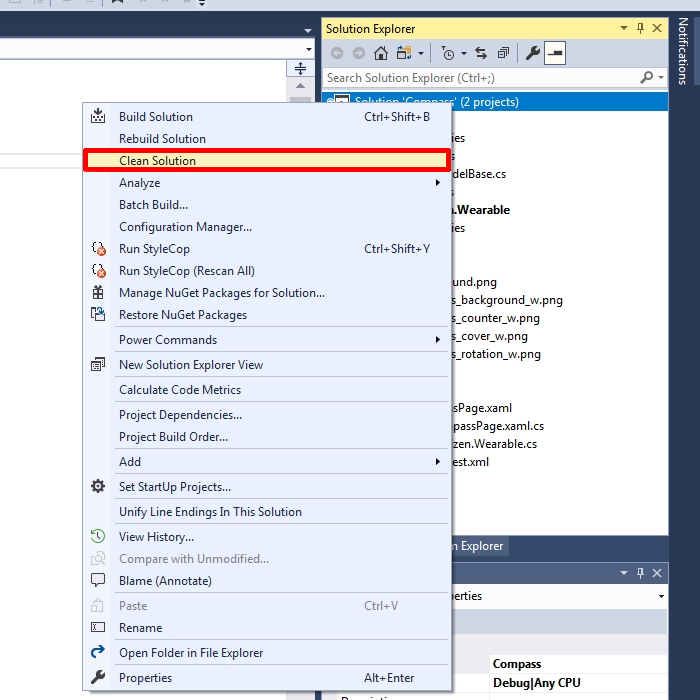 Solution Explorer
Notifications
Search Solution Explorer (Ctrl+;)
Solution 'Compass' (2 projects)
Build Solution Ctrl+Shift+B
Rebuild Solution
Clean Solution
Analyze
Batch Build...
Configuration Manager...
Run StyleCop Ctrl+Shift+Y
Run StyleCop (Rescan All)
Manage NuGet Packages for Solution...
Restore NuGet Packages
Power Commands
New Solution Explorer View
Calculate Code Metrics
Project Dependencies...
Project Build Order...
Add
Set StartUp Projects...
Unify Line Endings In This Solution
View History...
Compare with Unmodified...
Blame (Annotate)
Paste Ctrl+V
Rename
Open Folder in File Explorer
Properties Alt+Enter
ies
s
delBase.cs
n.Wearable
ies
und.png
s_background_w.png
s_counter_w.png
s_cover_w.png
s_rotation_w.png
sPage.xaml
passPage.xaml.cs
zen.Wearable.cs
est.xml
n Explorer
perties
Compass
Debug|Any CPU